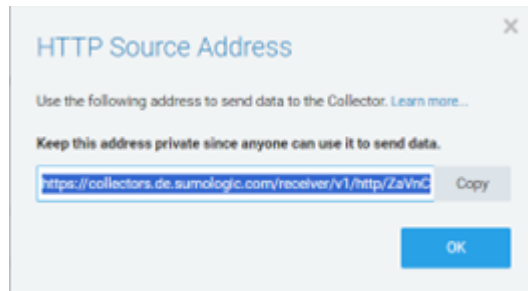 HTTP Source Address
Use the following address to send data to the Collector. Learn more...
Keep this address private since anyone can use it to send data.
https://collectors.de.sumologic.com/receiver/v1/http/ZaVnC
Copy
OK